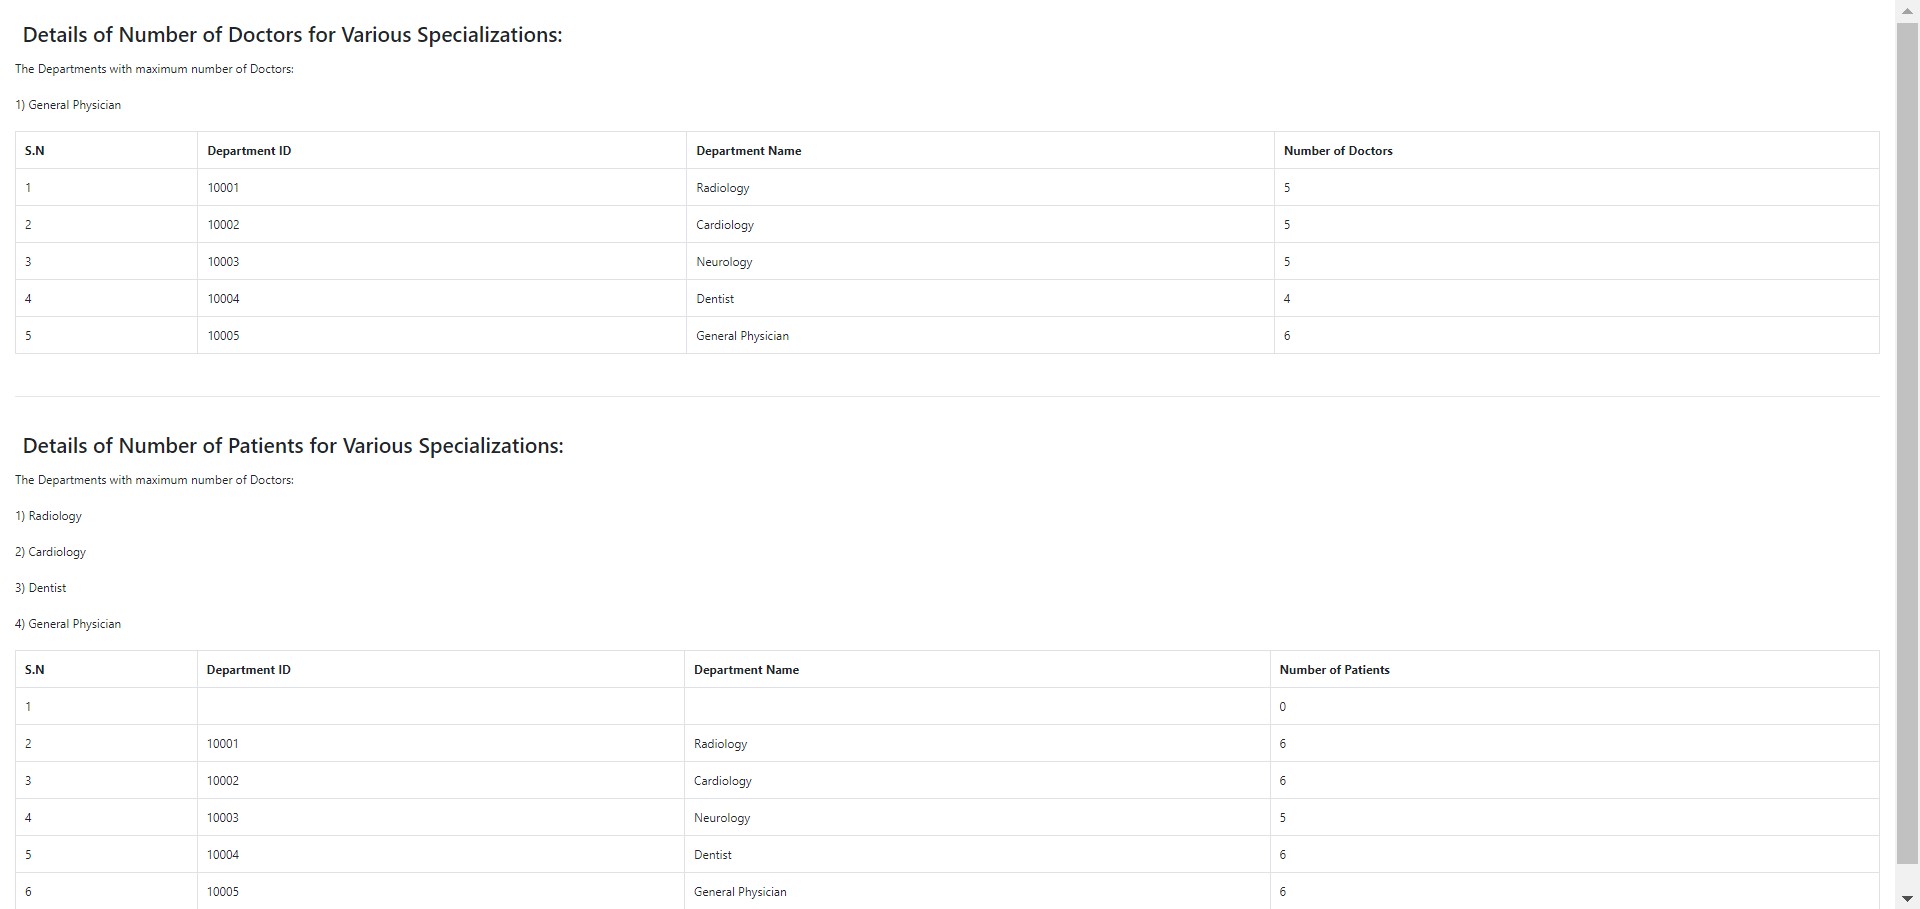 Details of Number of Doctors for Various Specializations:
The Departments with maximum number of Doctors:
1) General Physician
S.N Department ID Department Name Number of Doctors
1 10001 Radiology 5
2 10002 Cardiology 5
3 10003 Neurology 5
4 10004 Dentist 4
5 10005 General Physician 6
Details of Number of Patients for Various Specializations:
The Departments with maximum number of Doctors:
1) Radiology
2) Cardiology
3) Dentist
4) General Physician
S.N Department ID Department Name Number of Patients
1 0
2 10001 Radiology 6
3 10002 Cardiology 6
4 10003 Neurology 5
5 10004 Dentist 6
6 10005 General Physician 6